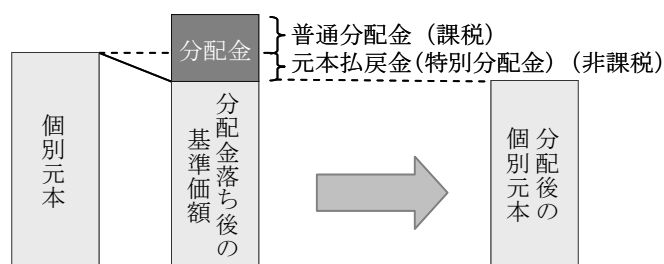 分配金
普通分配金（課税）
元本払戻金(特別分配金)（非課税）
個別元本
分配金落ち後の
基準価額
分配後の
個別元本